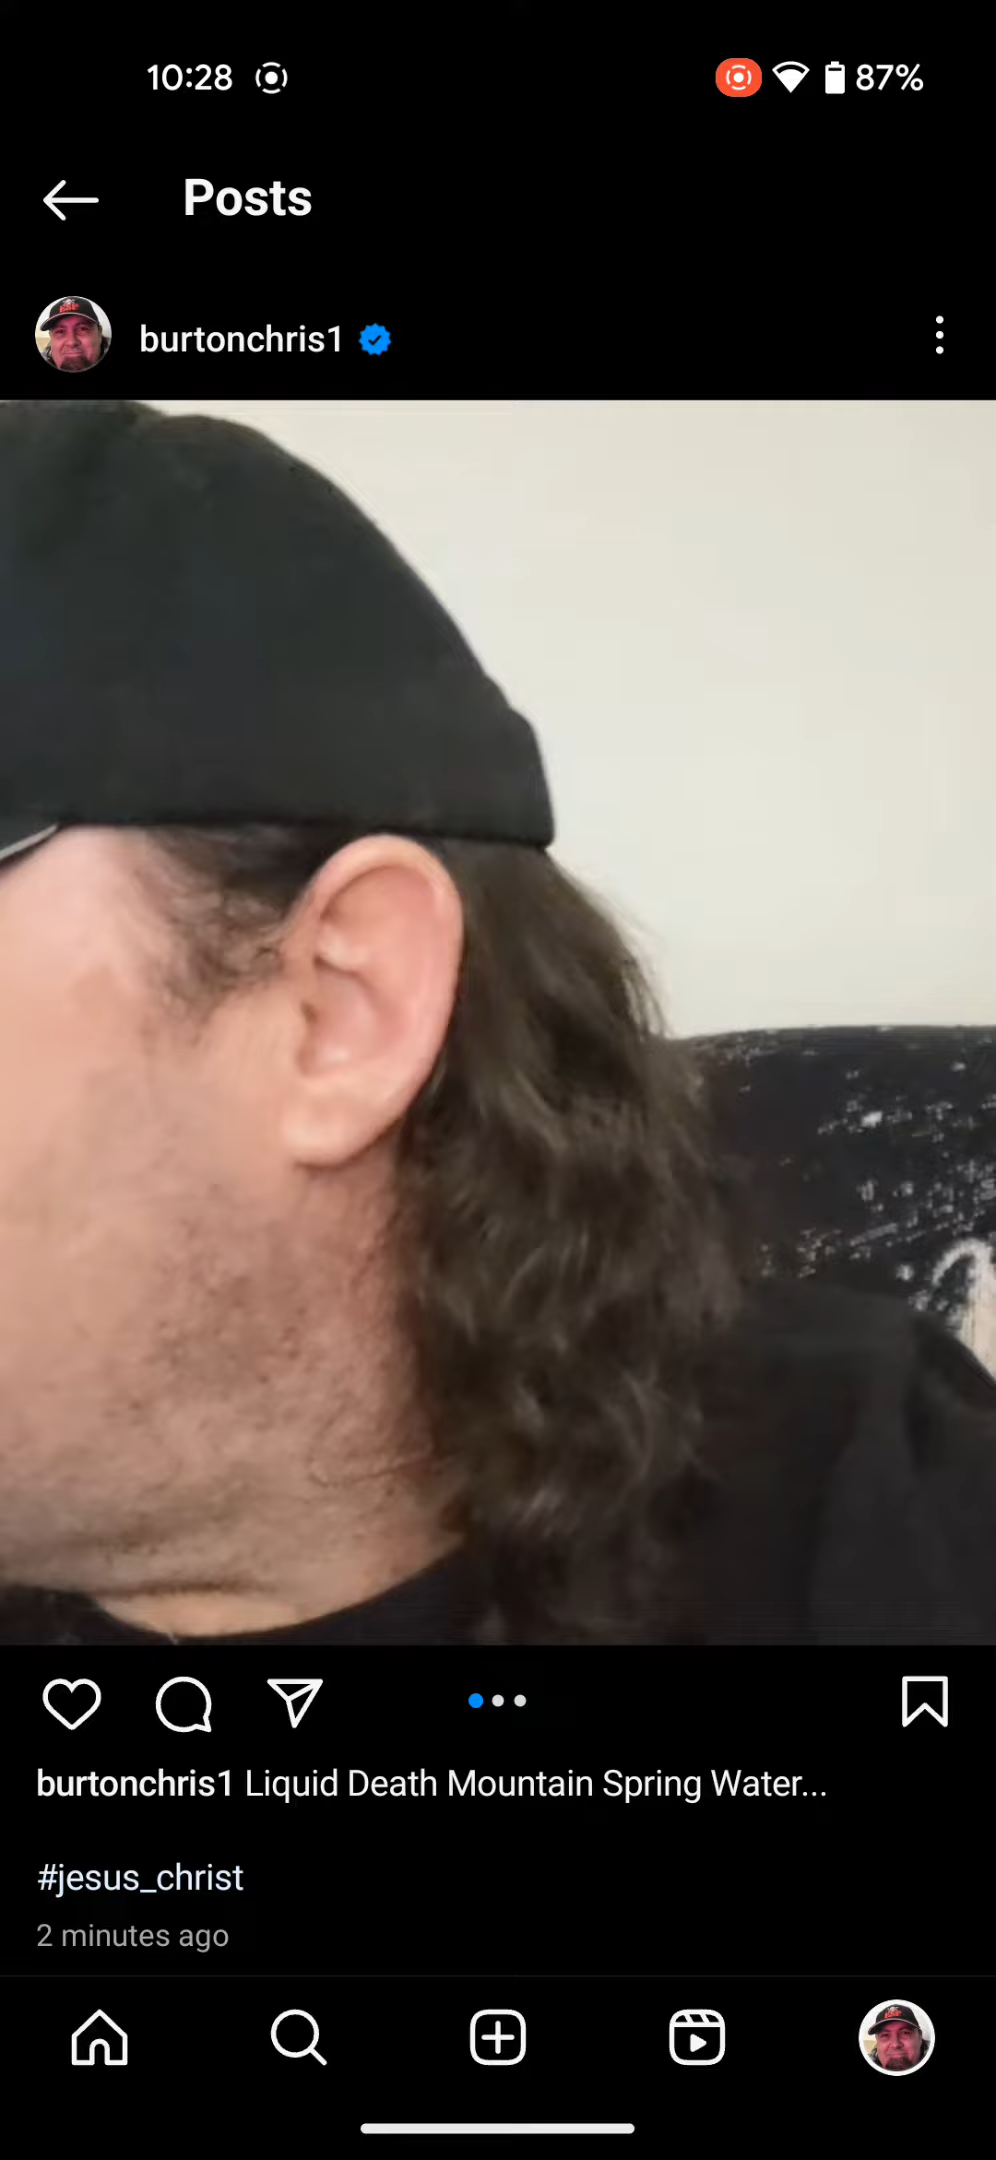 10:28
87%
Posts
burtonchris1
burtonchris1 Liquid Death Mountain Spring Water...
#jesus_christ
2 minutes ago